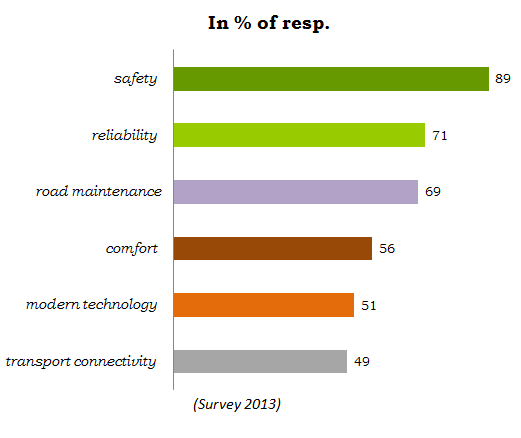 In % of resp.
safety 89
reliability 71
road maintenance 69
comfort 56
modern technology 51
transport connectivity 49
(Survey 2013)